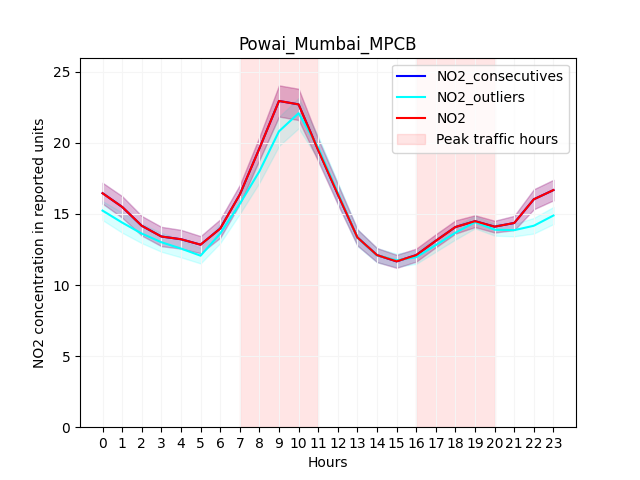 Powai_Mumbai_MPCB
NO2_consecutives
NO2_outliers
NO2
Peak traffic hours
NO2 concentration in reported units
25
20
15
10
5
0
0 1 2 3 4 5 6 7 8 9 10 11 12 13 14 15 16 17 18 19 20 21 22 23
Hours